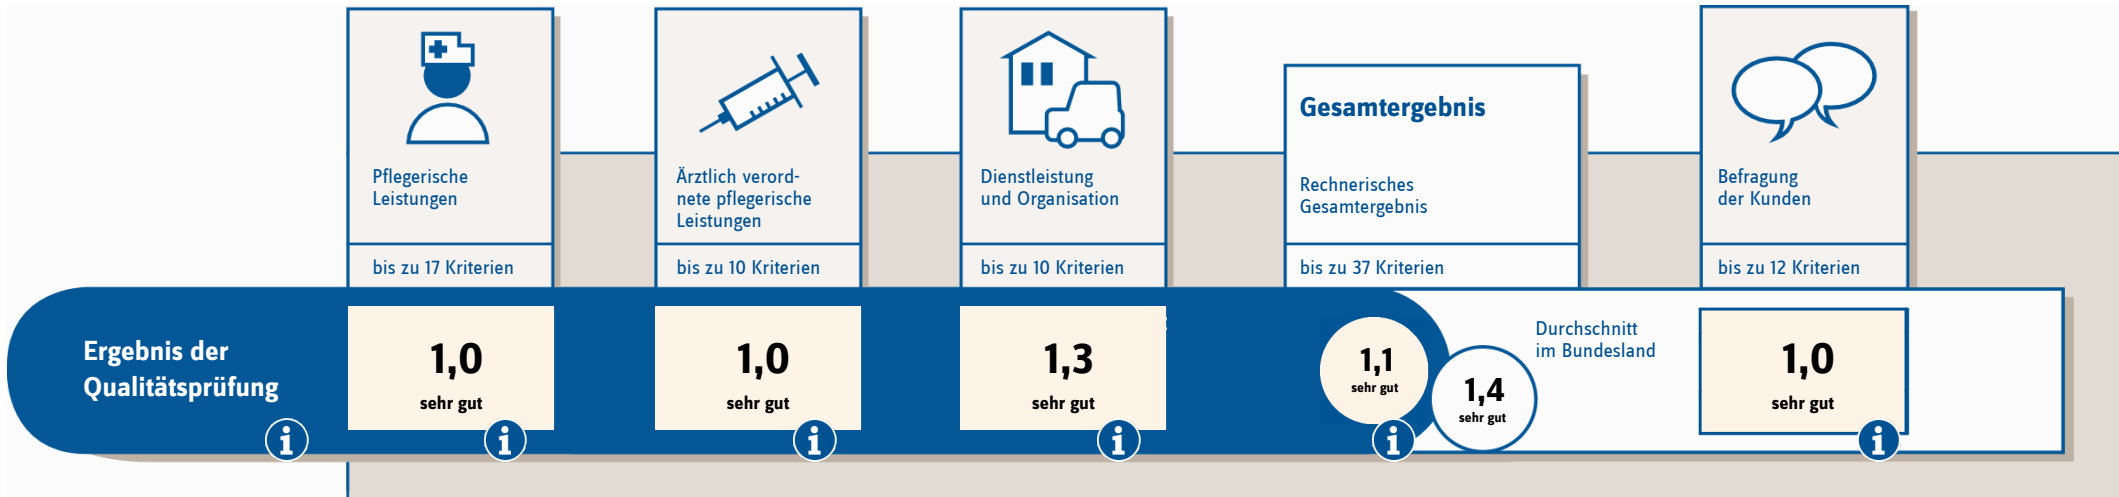 Pflegerische
Leistungen
bis zu 17 Kriterien
Ärztlich verord-
nete pflegerische
Leistungen
bis zu 10 Kriterien
Dienstleistung
und Organisation
bis zu 10 Kriterien
Gesamtergebnis
Rechnerisches
Gesamtergebnis
bis zu 37 Kriterien
Befragung
der Kunden
bis zu 12 Kriterien
Ergebnis der
Qualitätsprüfung
i
1,0
sehr gut
i
1,0
sehr gut
i
1,3
sehr gut
i
1,1
sehr gut
i
1,4
sehr gut
Durchschnitt
im Bundesland
1,0
sehr gut
i